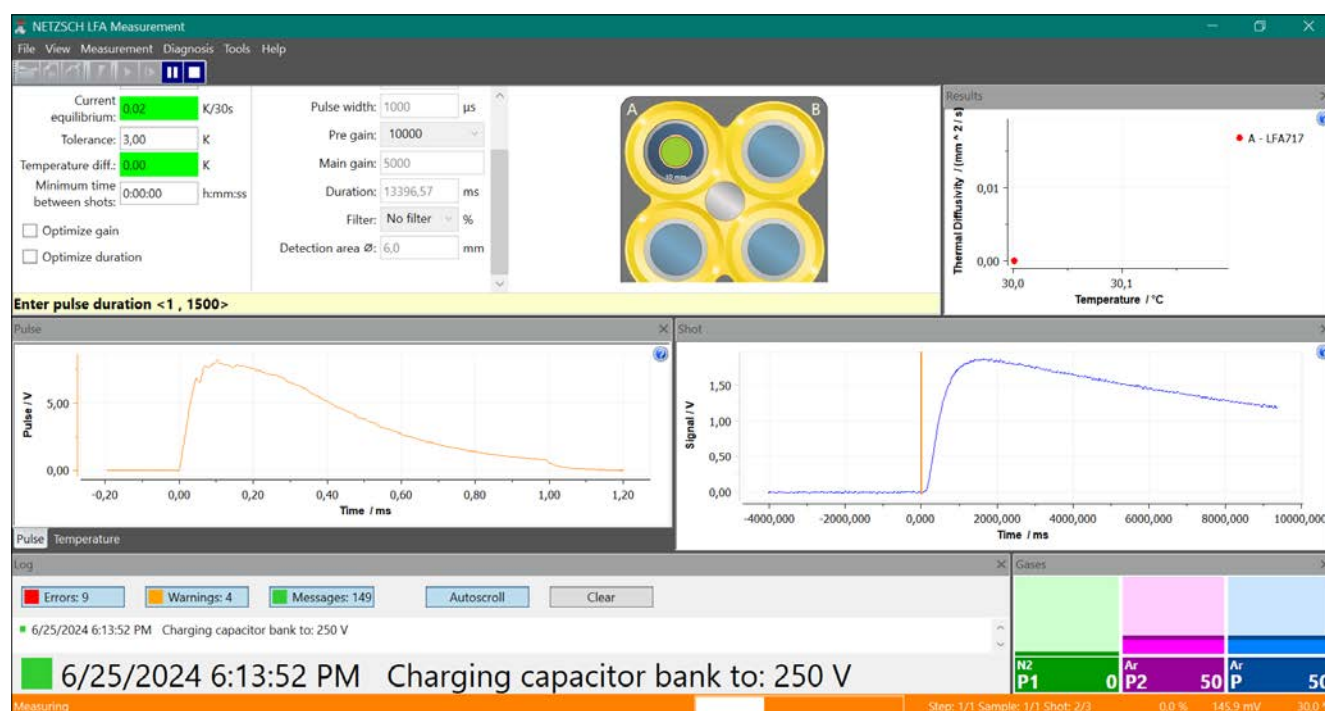 NETZSCH LFA Measurement
File View Measurement Diagnosis Tools Help
Current equilibrium: 0,02 K/30s
Tolerance: 3,00 K
Temperature diff.: 0,00 K
Minimum time between shots: 0:00:00 h:mm:ss
Optimize gain
Optimize duration
Pulse width: 1000 µs
Pre gain: 10000
Main gain: 5000
Duration: 13396,57 ms
Filter: No filter %
Detection area Ø: 6,0 mm
A B
10 mm
Enter pulse duration <1 , 1500>
Results
Thermal Diffusivity /(mm ^ 2 / s)
0,01
0,00
30,0 30,1
Temperature /°C
A - LFA717
Pulse
Pulse / V
5,00
0,00
-0,20 0,00 0,20 0,40 0,60 0,80 1,00 1,20
Time / ms
Pulse Temperature
Shot
Signal / V
1,50
1,00
0,50
0,00
-4000,000 -2000,000 0,000 2000,000 4000,000 6000,000 8000,000 10000,000
Time / ms
Log
Errors: 9 Warnings: 4 Messages: 149 Autoscroll Clear
6/25/2024 6:13:52 PM Charging capacitor bank to: 250 V
6/25/2024 6:13:52 PM Charging capacitor bank to: 250 V
Gases
N2 Ar Ar
P1 0 P2 50 P 50
Measuring Step: 1/1 Sample: 1/1 Shot: 2/3 0.0 % 145.9 mV 30.0